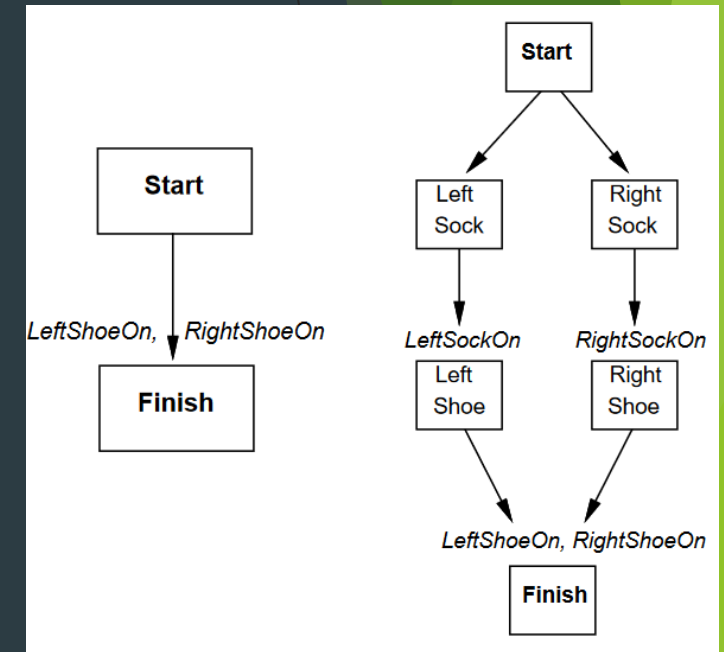 Start
LeftShoeOn, RightShoeOn
Finish
Start
Left
Sock
Right
Sock
LeftSockOn
RightSockOn
Left
Shoe
Right
Shoe
LeftShoeOn, RightShoeOn
Finish